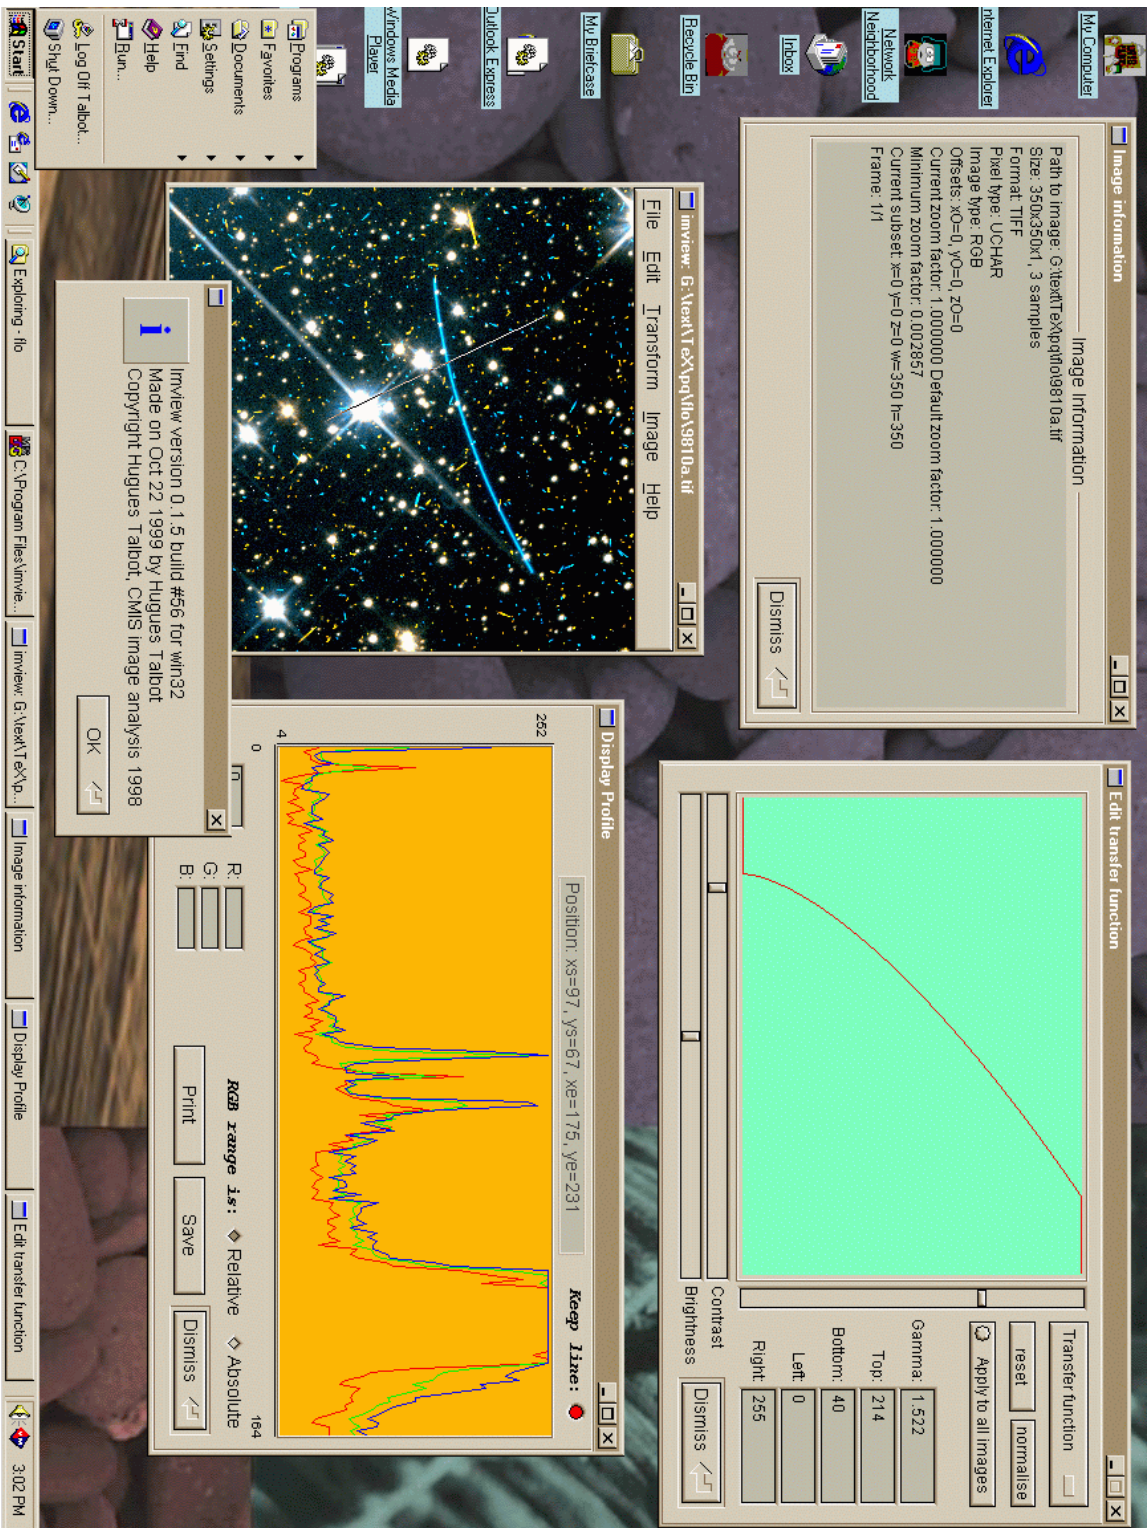 My Computer
Internet Explorer
Network
Neighborhood
Inbox
Recycle Bin
My Briefcase
Outlook Express
Windows Media
Player
Image information
Image Information
Path to image: G:\text\TeX\pq\flo\9810a.tif
Size: 350x350x1, 3 samples
Format: TIFF
Pixel type: UCHAR
Image type: RGB
Offsets: xO=0, yO=0, zO=0
Current zoom factor: 1.000000 Default zoom factor: 1.000000
Minimum zoom factor: 0.002857
Current subset: x=0 y=0 z=0 w=350 h=350
Frame: 1/1
Dismiss
Edit transfer function
Transfer function
reset
normalise
Apply to all images
Gamma: 1.522
Top: 214
Bottom: 40
Left: 0
Right: 255
Contrast
Brightness
Dismiss
imview: G:\text\TeX\pq\flo\9810a.tif
File Edit Transform Image Help
Display Profile
Position: xs=97, ys=67, xe=175, ye=231
Keep line:
252
4
0
164
R:
G:
B:
RGB range is: Relative Absolute
Print
Save
Dismiss
Imview version 0.1.5 build #56 for win32
Made on Oct 22 1999 by Hugues Talbot
Copyright Hugues Talbot, CMIS image analysis 1998
OK
Programs
Favorites
Documents
Settings
Find
Help
Run...
Log Off Talbot...
Shut Down...
Start
Exploring - flo
C:\Program Files\imvie...
imview: G:\text\TeX\p...
Image information
Display Profile
Edit transfer function
3:02 PM